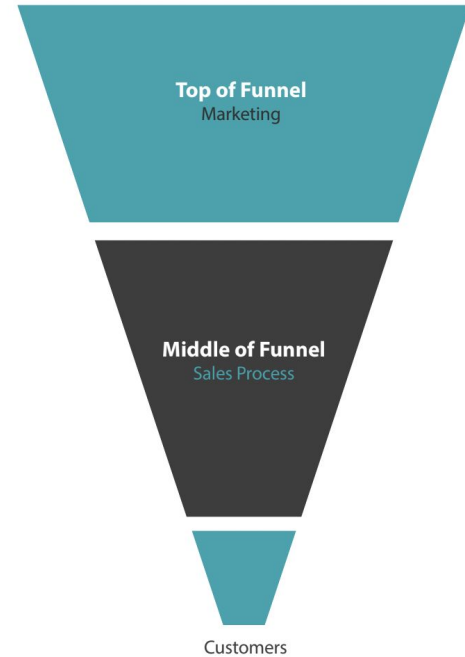 Top of Funnel
Marketing
Middle of Funnel
Sales Process
Customers